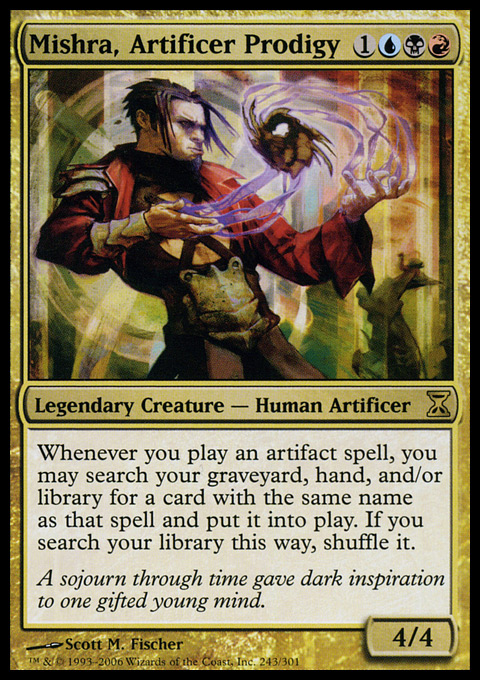 Mishra, Artificer Prodigy 1
Legendary Creature — Human Artificer
Whenever you play an artifact spell, you
may search your graveyard, hand, and/or
library for a card with the same name
as that spell and put it into play. If you
search your library this way, shuffle it.
A sojourn through time gave dark inspiration
to one gifted young mind.
4/4
Scott M. Fischer
™ & © 1993–2006 Wizards of the Coast, Inc. 243/301